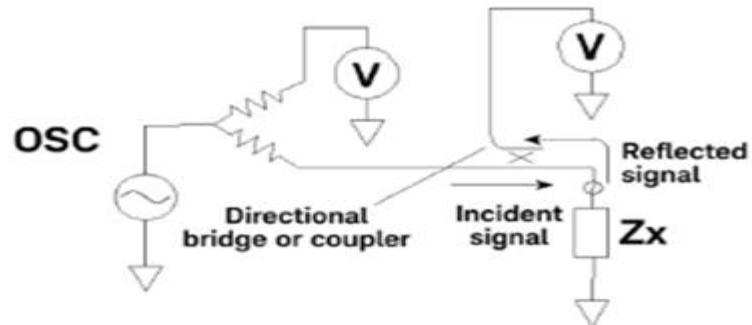 V
V
OSC
Reflected
signal
Directional
bridge or coupler
Incident
signal
Zx